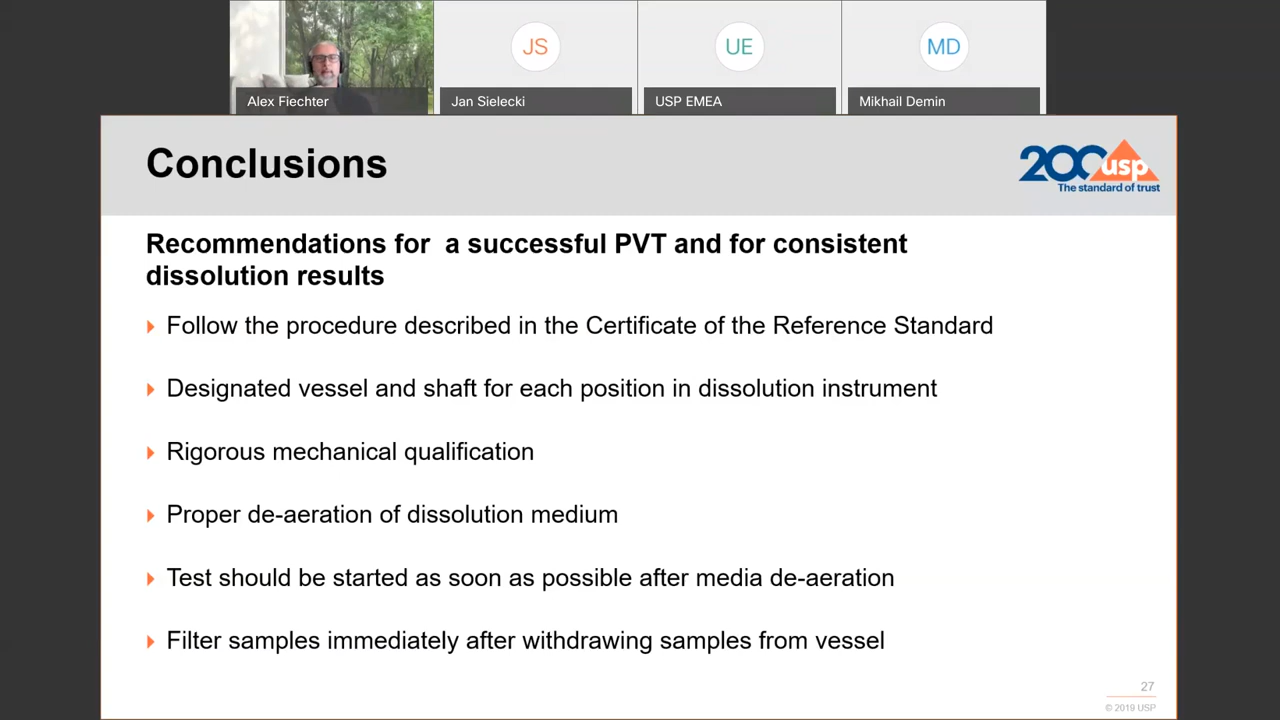 JS
UE
MD
Alex Fiechter
Jan Sielecki
USP EMEA
Mikhail Demin
Conclusions
200 usp
The standard of trust
Recommendations for a successful PVT and for consistent
dissolution results
Follow the procedure described in the Certificate of the Reference Standard
Designated vessel and shaft for each position in dissolution instrument
Rigorous mechanical qualification
Proper de-aeration of dissolution medium
Test should be started as soon as possible after media de-aeration
Filter samples immediately after withdrawing samples from vessel
27
© 2019 USP